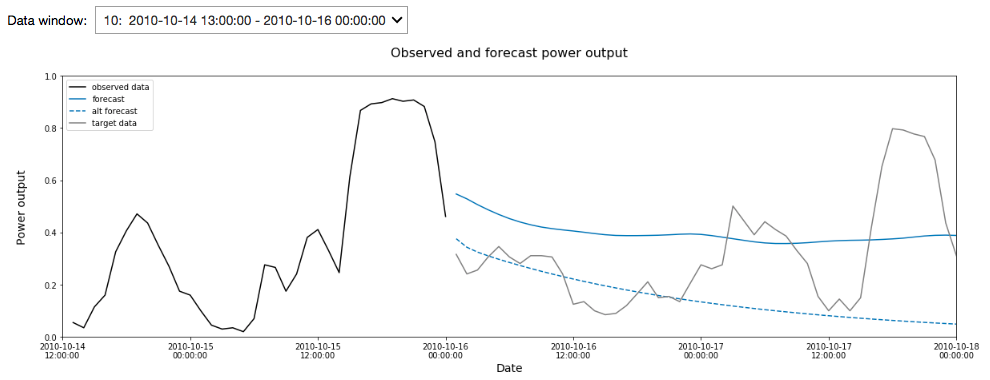 Data window: 10: 2010-10-14 13:00:00 - 2010-10-16 00:00:00
Observed and forecast power output
observed data
forecast
alt forecast
target data
Power output
1.0
0.8
0.6
0.4
0.2
0.0
2010-10-14 2010-10-15 2010-10-15 2010-10-16 2010-10-16 2010-10-17 2010-10-17 2010-10-18
12:00:00 00:00:00 12:00:00 00:00:00 12:00:00 00:00:00 12:00:00 00:00:00
Date